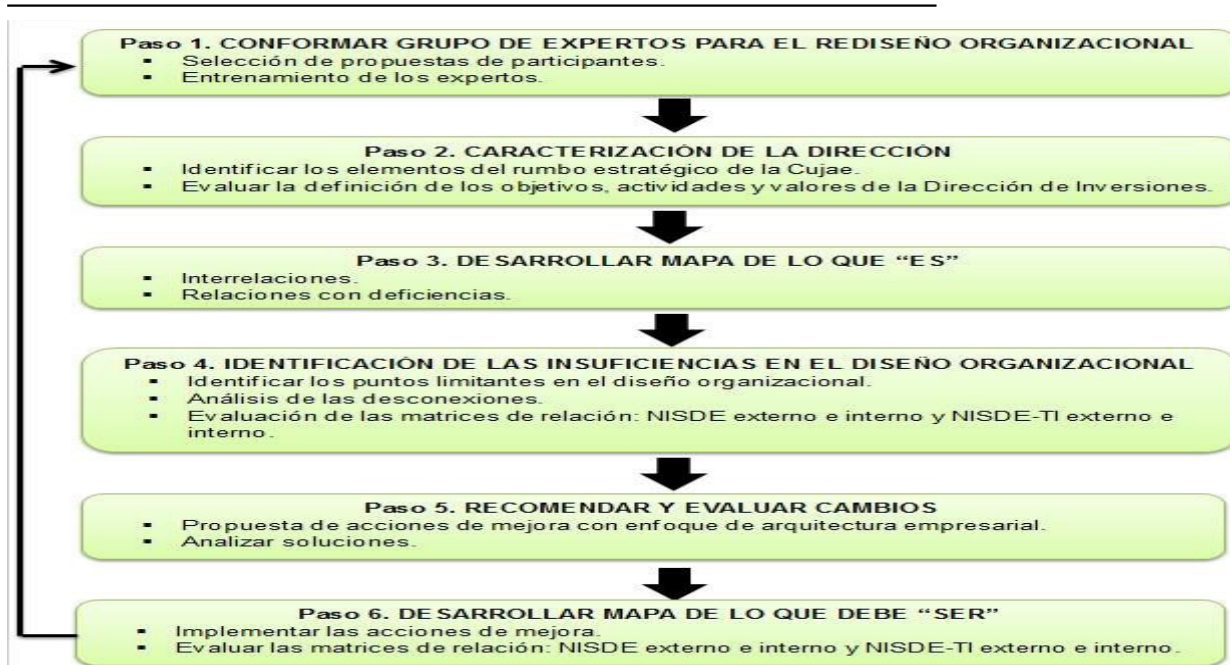 Paso 1. CONFORMAR GRUPO DE EXPERTOS PARA EL REDISEÑO ORGANIZACIONAL
▪ Selección de propuestas de participantes.
▪ Entrenamiento de los expertos.
Paso 2. CARACTERIZACIÓN DE LA DIRECCIÓN
▪ Identificar los elementos del rumbo estratégico de la Cujae.
▪ Evaluar la definición de los objetivos, actividades y valores de la Dirección de Inversiones.
Paso 3. DESARROLLAR MAPA DE LO QUE “ES”
▪ Interrelaciones.
▪ Relaciones con deficiencias.
Paso 4. IDENTIFICACIÓN DE LAS INSUFICIENCIAS EN EL DISEÑO ORGANIZACIONAL
▪ Identificar los puntos limitantes en el diseño organizacional.
▪ Análisis de las desconexiones.
▪ Evaluación de las matrices de relación: NISDE externo e interno y NISDE-TI externo e
interno.
Paso 5. RECOMENDAR Y EVALUAR CAMBIOS
▪ Propuesta de acciones de mejora con enfoque de arquitectura empresarial.
▪ Analizar soluciones.
Paso 6. DESARROLLAR MAPA DE LO QUE DEBE “SER”
▪ Implementar las acciones de mejora.
▪ Evaluar las matrices de relación: NISDE externo e interno y NISDE-TI externo e interno.